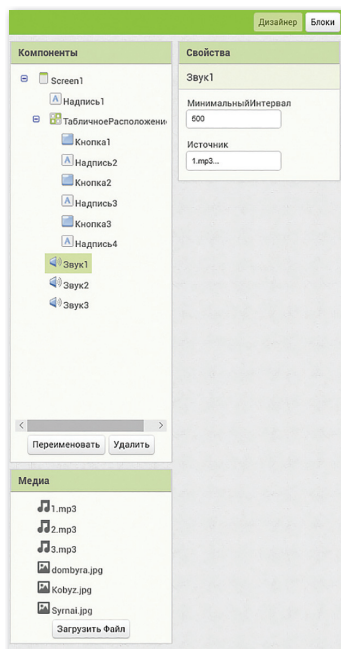 Дизайнер Блоки
Компоненты
Screen1
Надпись1
ТабличноеРасположени
Кнопка1
Надпись2
Кнопка2
Надпись3
Кнопка3
Надпись4
Звук1
Звук2
Звук3
Переименовать Удалить
Медиа
1.mp3
2.mp3
3.mp3
dombyra.jpg
Kobyz.jpg
Syrnai.jpg
Загрузить Файл
Свойства
Звук1
МинимальныйИнтервал
500
Источник
1.mp3...